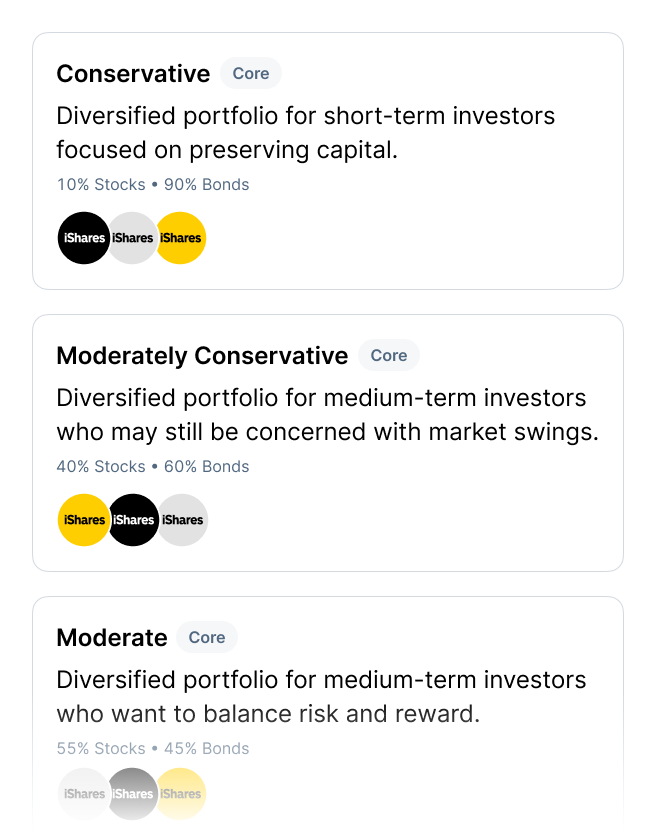 Conservative Core
Diversified portfolio for short-term investors
focused on preserving capital.
10% Stocks • 90% Bonds
iShares iShares iShares
Moderately Conservative Core
Diversified portfolio for medium-term investors
who may still be concerned with market swings.
40% Stocks • 60% Bonds
iShares iShares iShares
Moderate Core
Diversified portfolio for medium-term investors
who want to balance risk and reward.
55% Stocks • 45% Bonds
iShares iShares iShares